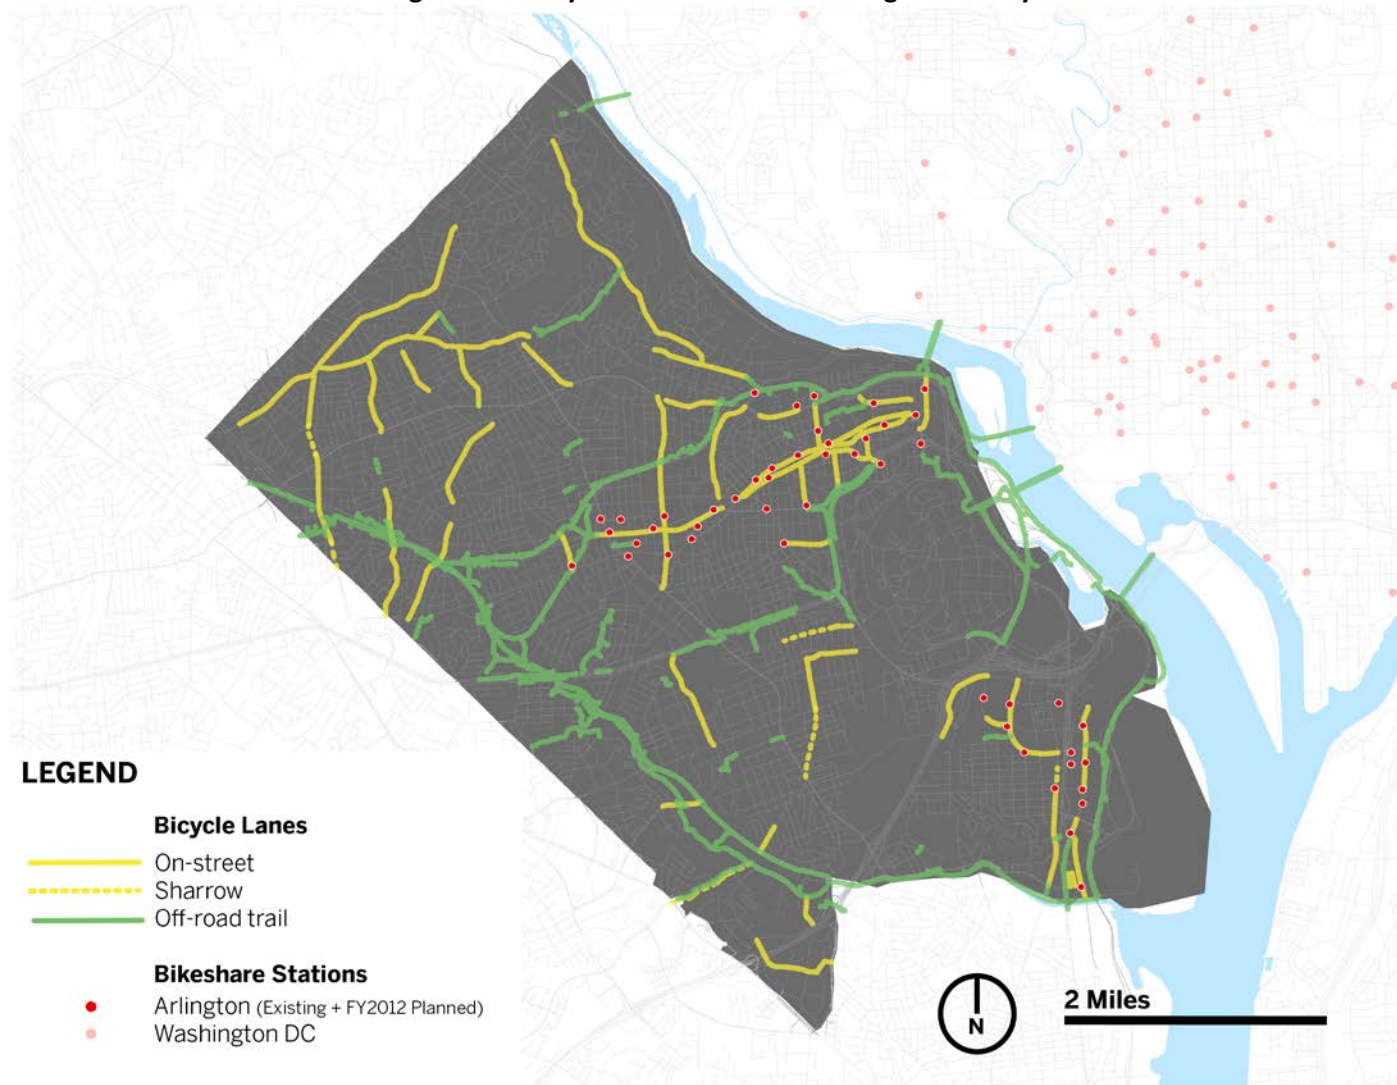 LEGEND
Bicycle Lanes
On-street
Sharrow
Off-road trail
Bikeshare Stations
Arlington (Existing + FY2012 Planned)
Washington DC
N
2 Miles